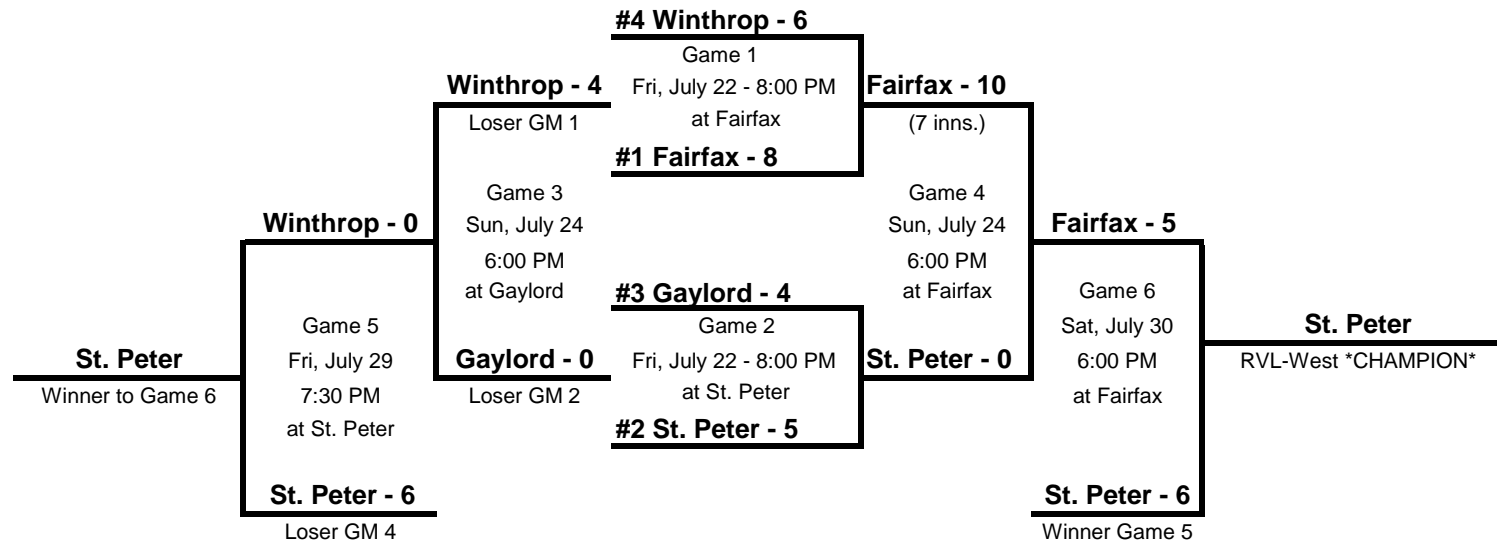 #4 Winthrop - 6
Game 1
Winthrop - 4
Fri, July 22 - 8:00 PM
Fairfax - 10
Loser GM 1
at Fairfax
(7 inns.)
#1 Fairfax - 8
Game 3
Game 4
Winthrop - 0
Sun, July 24
Sun, July 24
Fairfax - 5
6:00 PM
6:00 PM
at Gaylord
#3 Gaylord - 4
at Fairfax
Game 6
Game 5
Game 2
Sat, July 30
St. Peter
St. Peter
Fri, July 29
Gaylord - 0
Fri, July 22 - 8:00 PM
St. Peter - 0
6:00 PM
RVL-West *CHAMPION*
Winner to Game 6
7:30 PM
Loser GM 2
at St. Peter
at Fairfax
at St. Peter
#2 St. Peter - 5
St. Peter - 6
St. Peter - 6
Loser GM 4
Winner Game 5